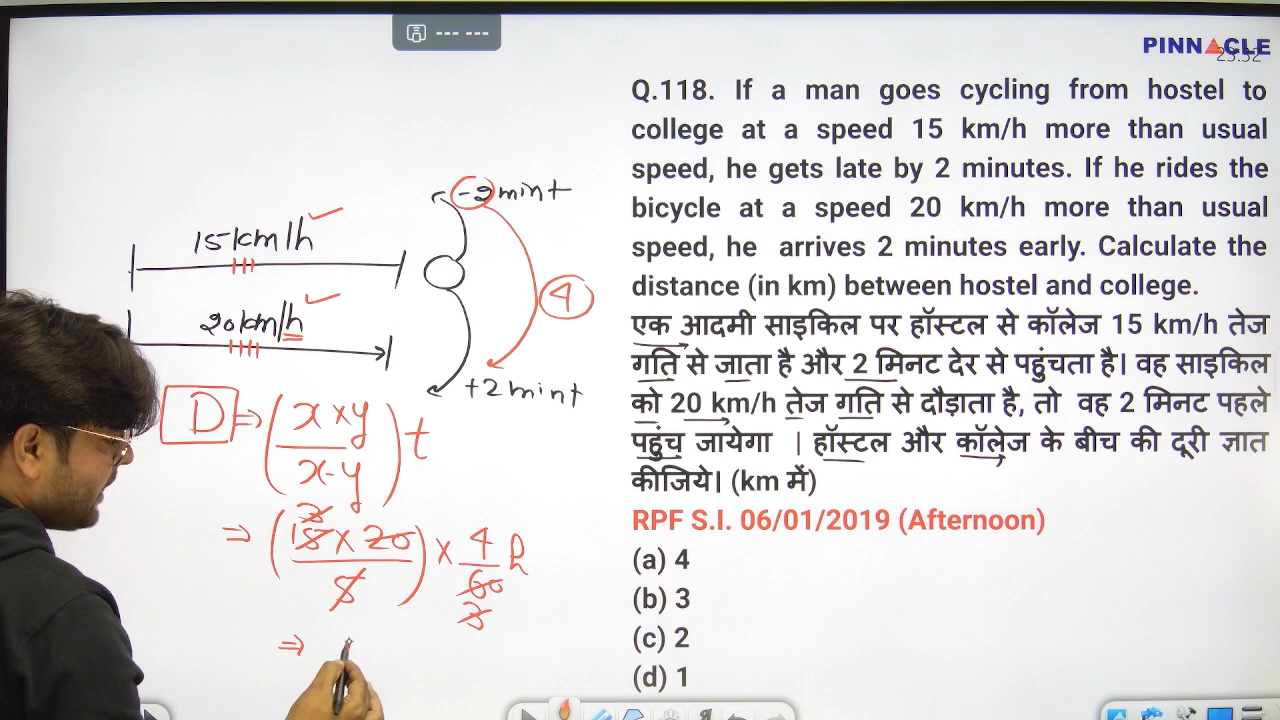 --- ---
PINNACLE
23:32
Q.118. If a man goes cycling from hostel to
college at a speed 15 km/h more than usual
speed, he gets late by 2 minutes. If he rides the
bicycle at a speed 20 km/h more than usual
speed, he arrives 2 minutes early. Calculate the
distance (in km) between hostel and college.
एक आदमी साइकिल पर हॉस्टल से कॉलेज 15 km/h तेज
गति से जाता है और 2 मिनट देर से पहुंचता है। वह साइकिल
को 20 km/h तेज गति से दौड़ाता है, तो वह 2 मिनट पहले
पहुंच जायेगा | हॉस्टल और कॉलेज के बीच की दूरी ज्ञात
कीजिये। (km में)
RPF S.I. 06/01/2019 (Afternoon)
(a) 4
(b) 3
(c) 2
(d) 1
-2mint
15km/h
4
20km/h
+2mint
D ⇒ (x×y / x-y) t
3
⇒ (15×20 / 5) × 4/60 h
3
⇒